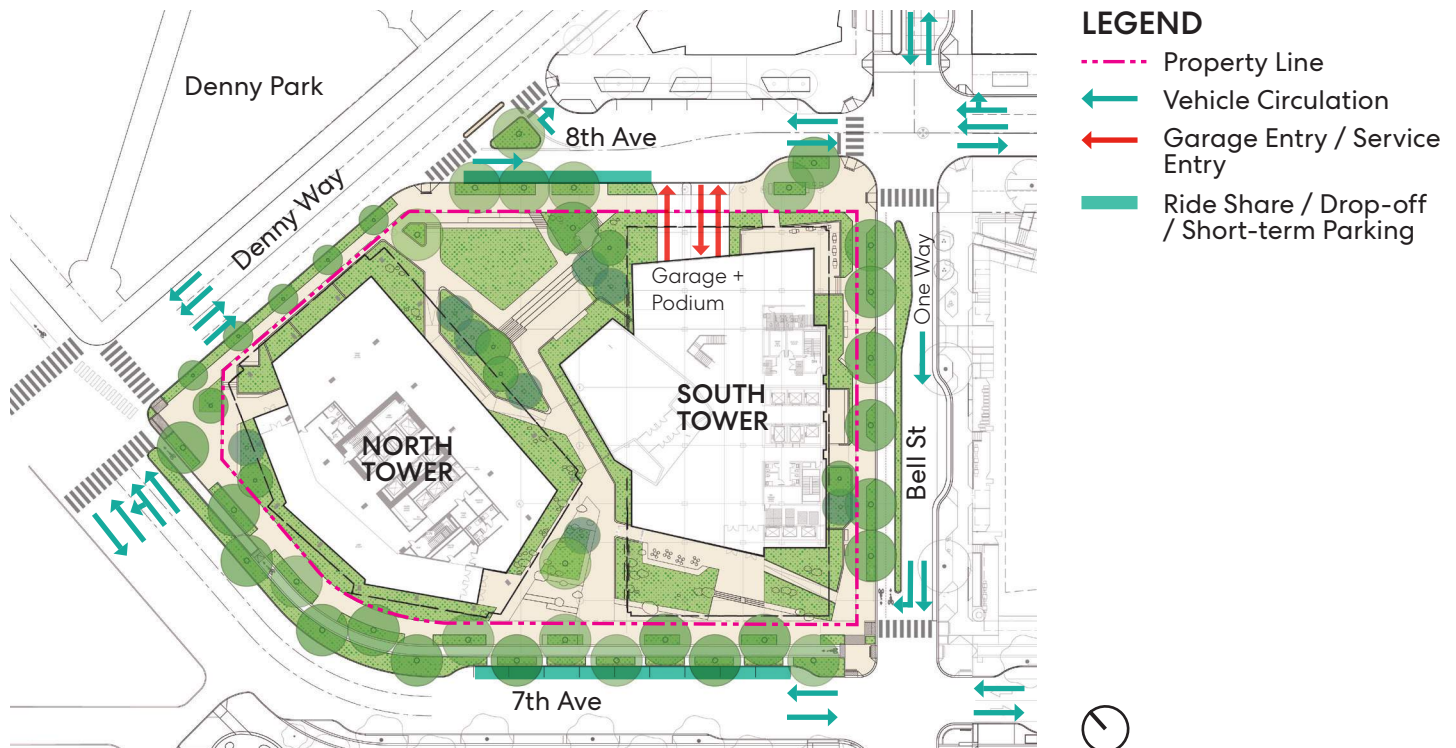 LEGEND
Property Line
Vehicle Circulation
Garage Entry / Service
Entry
Ride Share / Drop-off
/ Short-term Parking
Denny Park
8th Ave
Denny Way
One Way
Garage +
Podium
SOUTH
TOWER
NORTH
TOWER
Bell St
7th Ave